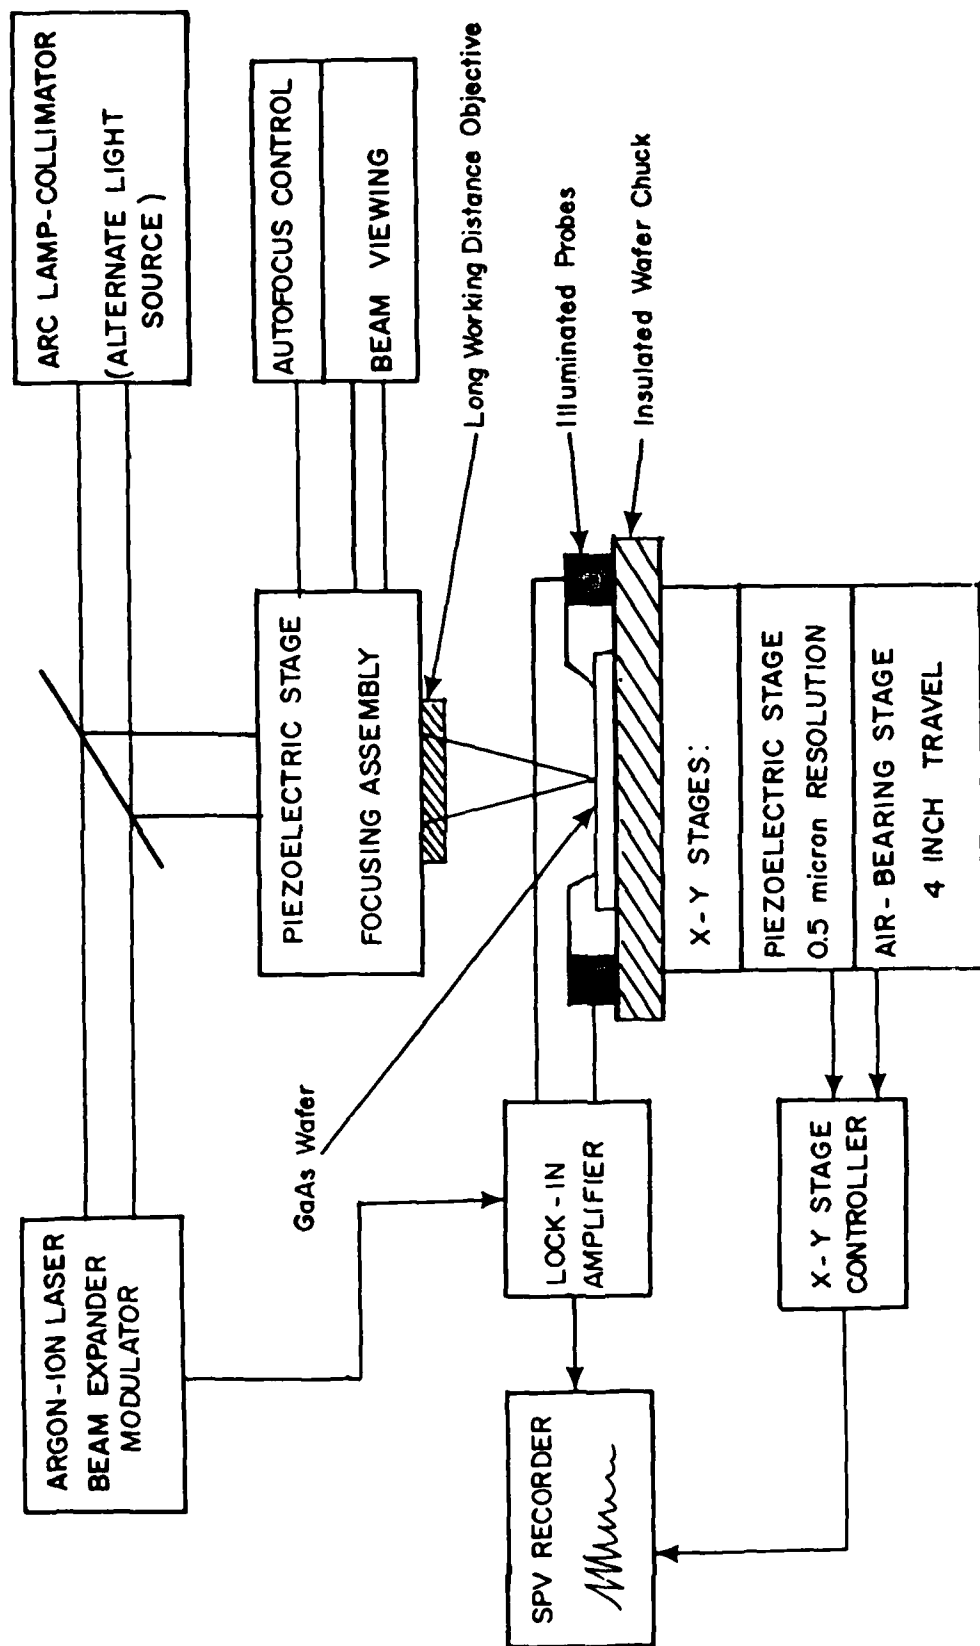 ARGON-ION LASER
BEAM EXPANDER
MODULATOR
ARC LAMP-COLLIMATOR
(ALTERNATE LIGHT
SOURCE)
PIEZOELECTRIC STAGE
FOCUSING ASSEMBLY
AUTOFOCUS CONTROL
BEAM VIEWING
Long Working Distance Objective
GaAs Wafer
Illuminated Probes
Insulated Wafer Chuck
LOCK-IN
AMPLIFIER
SPV RECORDER
X-Y STAGES:
PIEZOELECTRIC STAGE
0.5 micron RESOLUTION
AIR-BEARING STAGE
4 INCH TRAVEL
X-Y STAGE
CONTROLLER